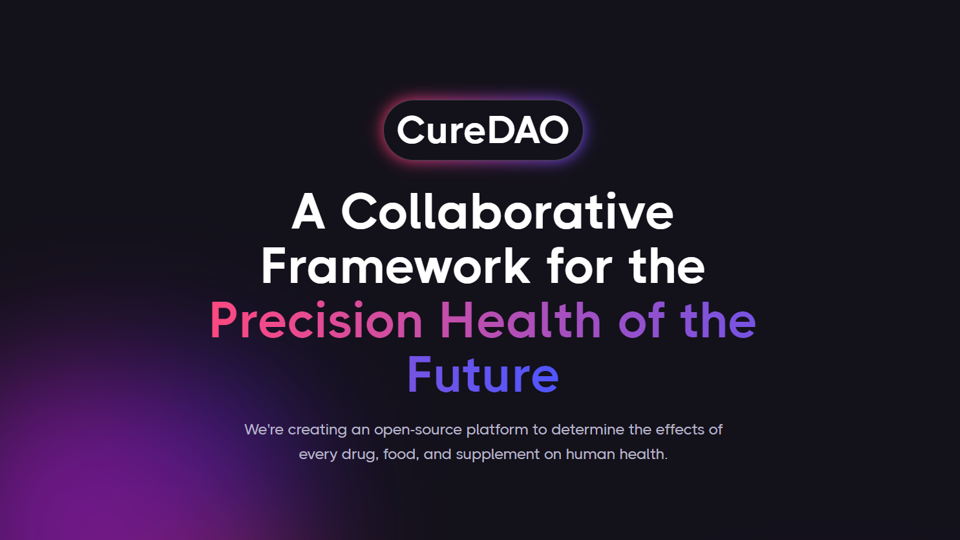 CureDAO
A Collaborative
Framework for the
Precision Health of the
Future
We're creating an open-source platform to determine the effects of
every drug, food, and supplement on human health.